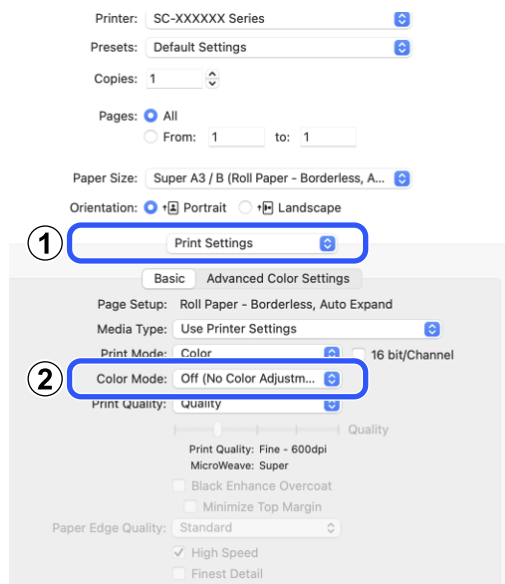 Printer: SC-XXXXXX Series
Presets: Default Settings
Copies: 1
Pages: All
From: 1 to: 1
Paper Size: Super A3 / B (Roll Paper - Borderless, A...
Orientation: Portrait Landscape
1 Print Settings
Basic Advanced Color Settings
Page Setup: Roll Paper - Borderless, Auto Expand
Media Type: Use Printer Settings
Print Mode: Color 16 bit/Channel
2 Color Mode: Off (No Color Adjustm...
Print Quality: Quality
Quality
Print Quality: Fine - 600dpi
MicroWeave: Super
Black Enhance Overcoat
Minimize Top Margin
Paper Edge Quality: Standard
High Speed
Finest Detail